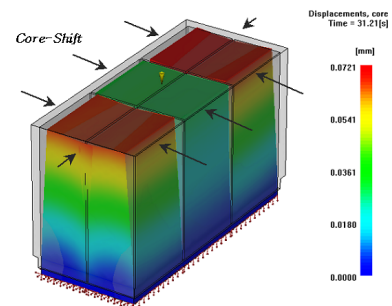 Displacements, core
Time = 31.21[s]
Core-Shift
[mm]
0.0721
0.0541
0.0361
0.0180
0.0000